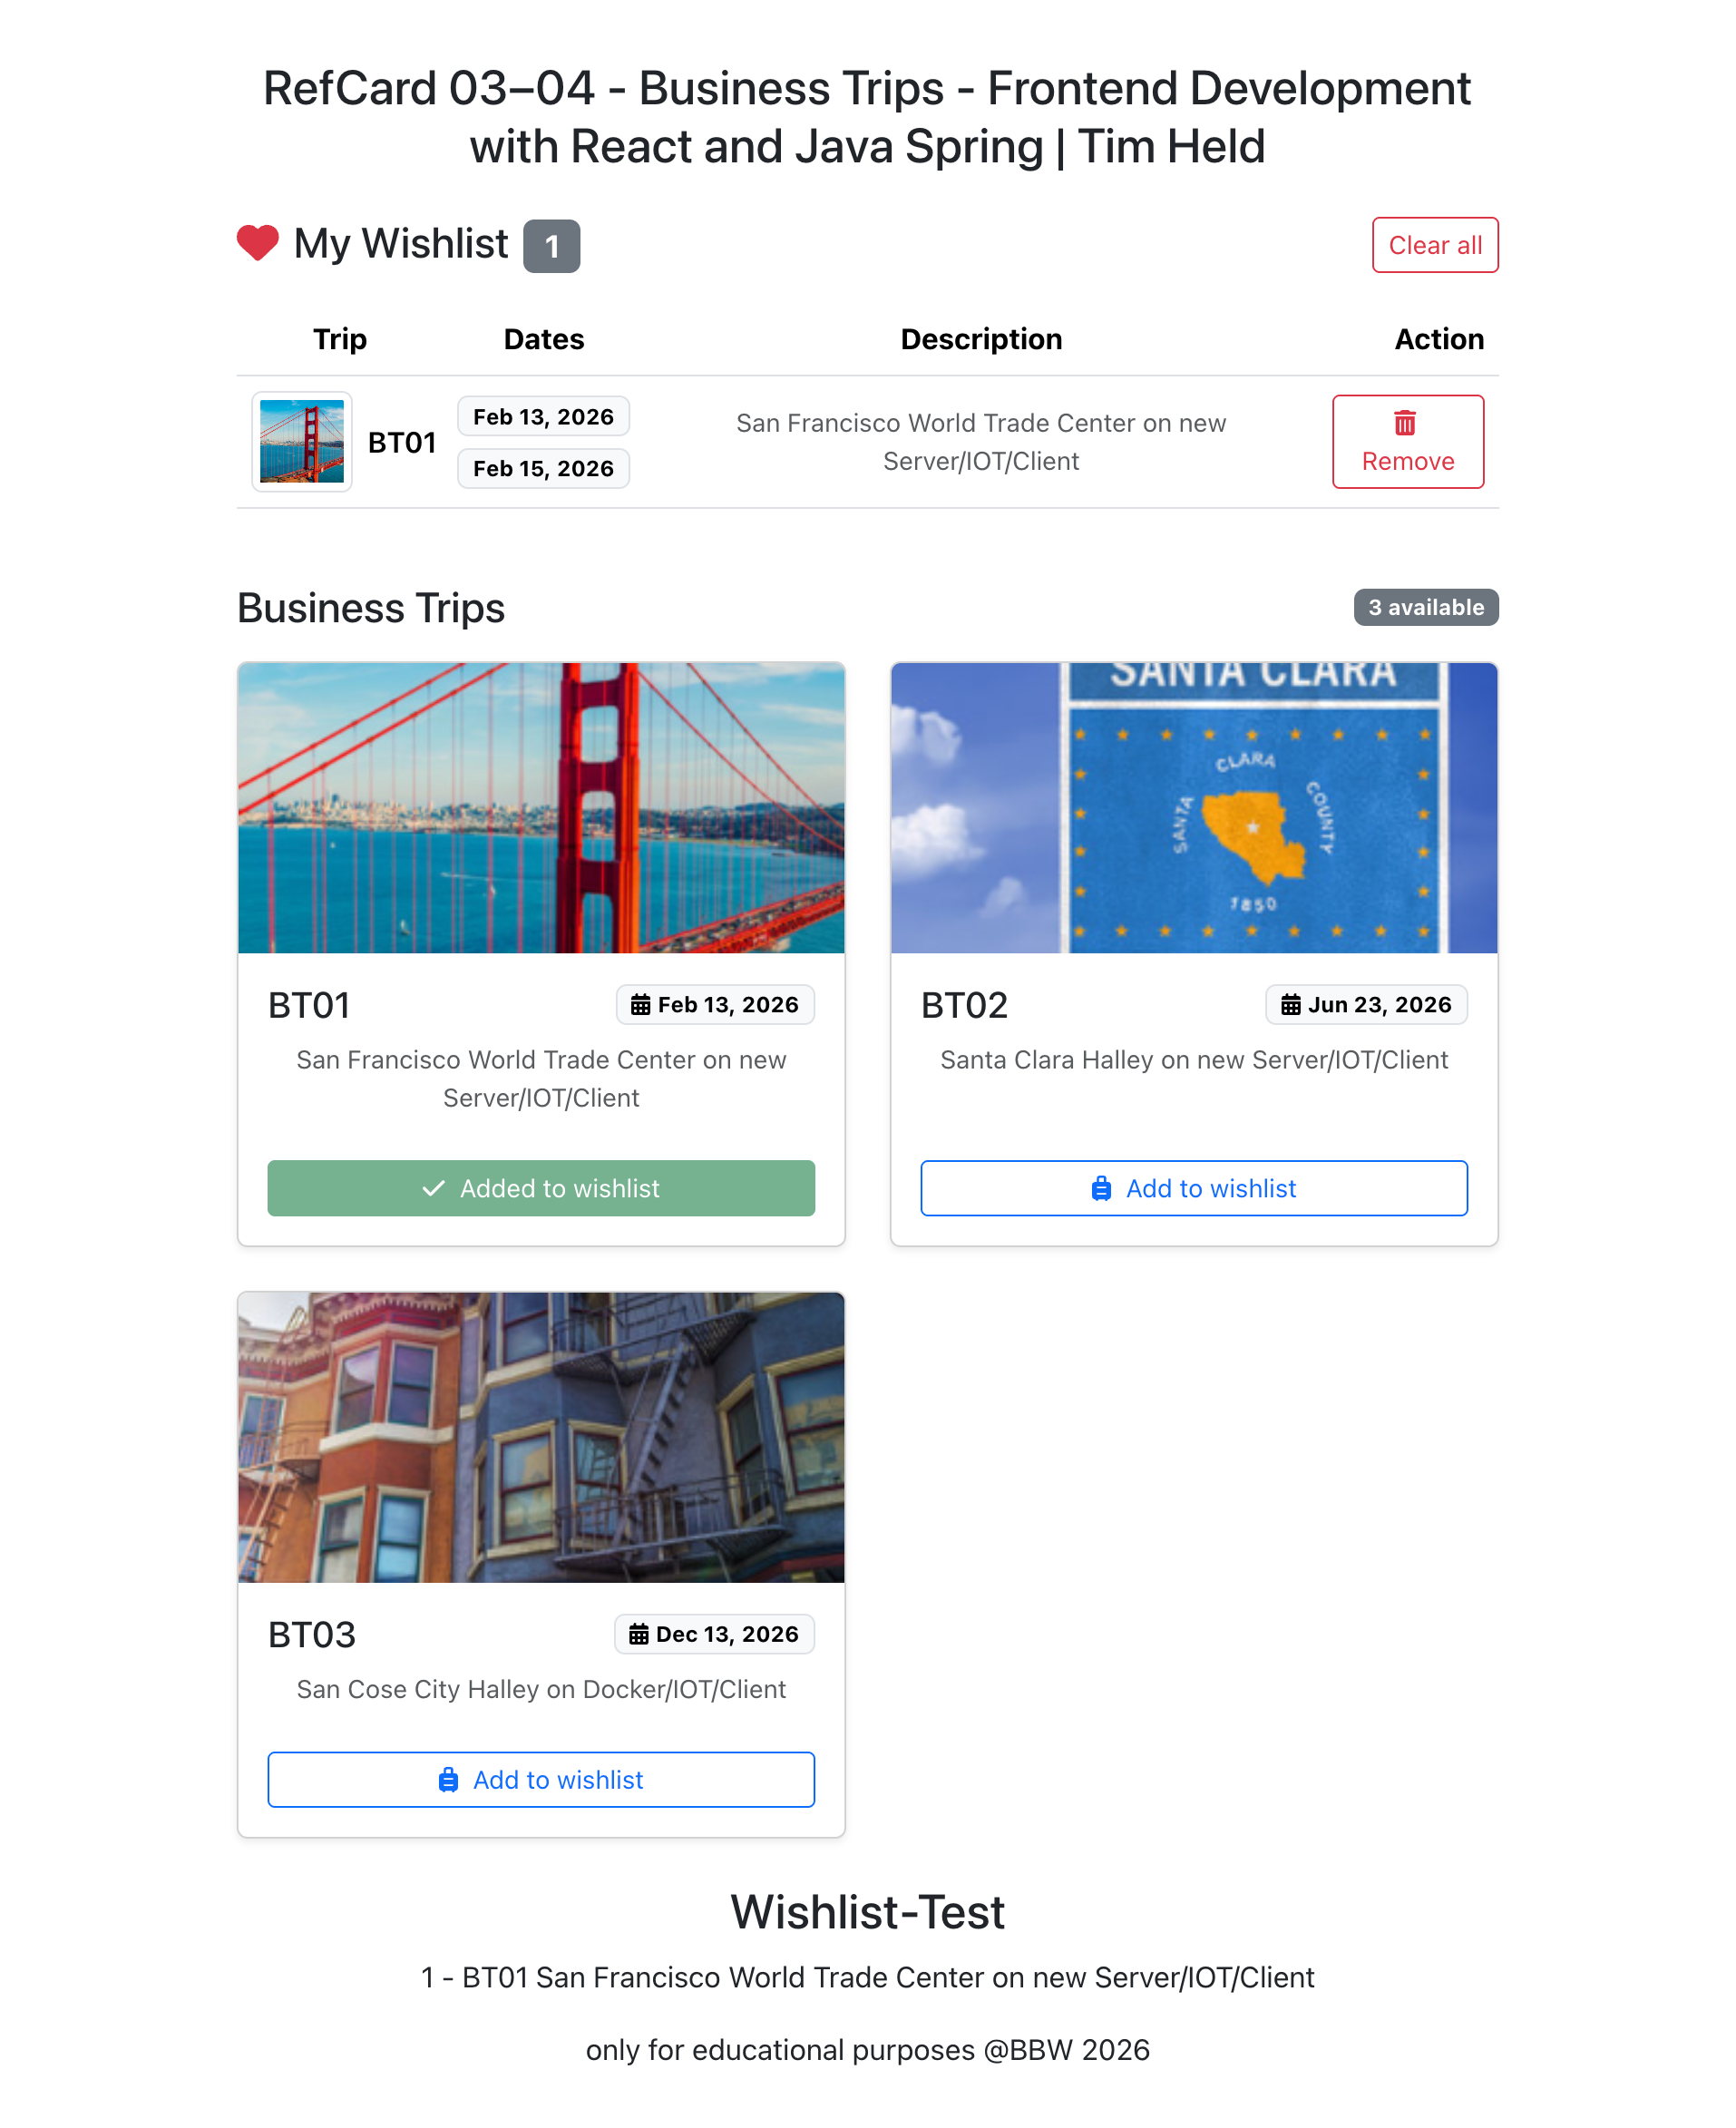 RefCard 03–04 - Business Trips - Frontend Development
with React and Java Spring | Tim Held
My Wishlist 1
Clear all
Trip Dates Description Action
BT01
Feb 13, 2026
Feb 15, 2026
San Francisco World Trade Center on new
Server/IOT/Client
Remove
Business Trips
3 available
SANTA CLARA
SANTA CLARA COUNTY
1850
BT01
Feb 13, 2026
San Francisco World Trade Center on new
Server/IOT/Client
Added to wishlist
BT02
Jun 23, 2026
Santa Clara Halley on new Server/IOT/Client
Add to wishlist
BT03
Dec 13, 2026
San Cose City Halley on Docker/IOT/Client
Add to wishlist
Wishlist-Test
1 - BT01 San Francisco World Trade Center on new Server/IOT/Client
only for educational purposes @BBW 2026